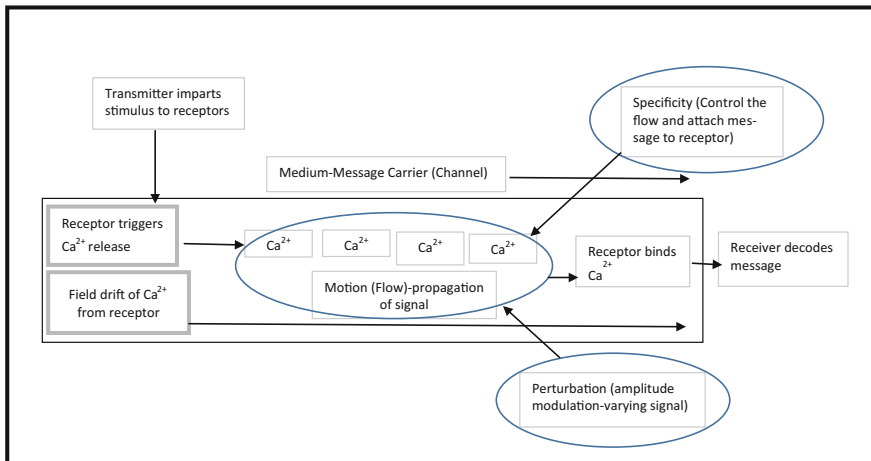 Transmitter imparts
stimulus to receptors
Specificity (Control the
flow and attach mes-
sage to receptor)
Medium-Message Carrier (Channel)
Receptor triggers
Ca²⁺ release
Ca²⁺
Ca²⁺
Ca²⁺
Ca²⁺
Receptor binds
Ca²⁺
Receiver decodes
message
Motion (Flow)-propagation
of signal
Field drift of Ca²⁺
from receptor
Perturbation (amplitude
modulation-varying signal)